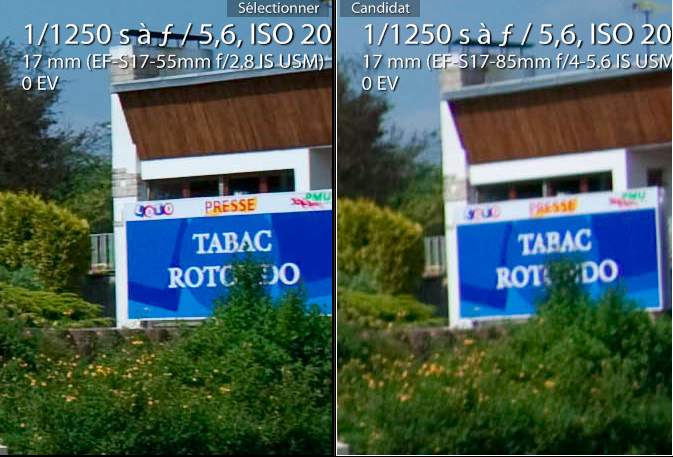 Sélectionner
1/1250 s à ƒ / 5,6, ISO 20
17 mm (EF-S17-55mm f/2.8 IS USM)
0 EV
LOTO PRESSE PMU
TABAC
ROTONDO
Candidat
1/1250 s à ƒ / 5,6, ISO 20
17 mm (EF-S17-85mm f/4-5.6 IS USM
0 EV
PRESSE PMU
TABAC
ROTONDO